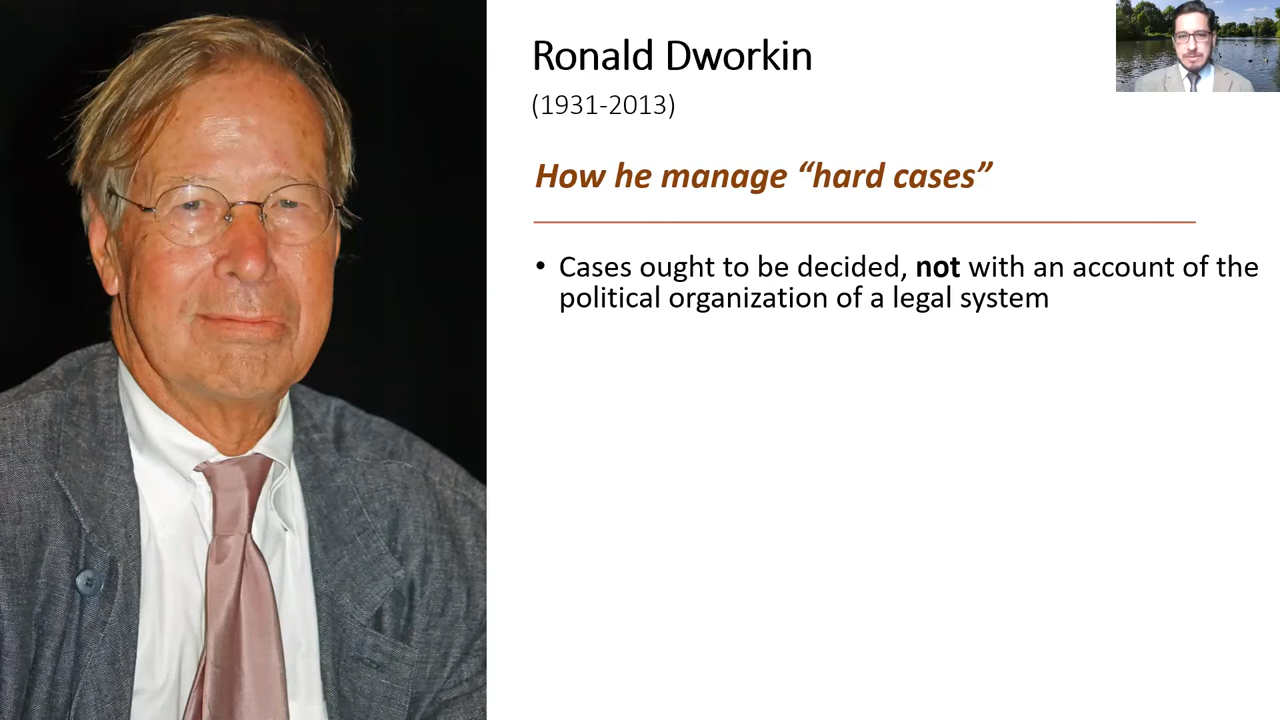 Ronald Dworkin
(1931-2013)
How he manage “hard cases”
• Cases ought to be decided, not with an account of the
political organization of a legal system